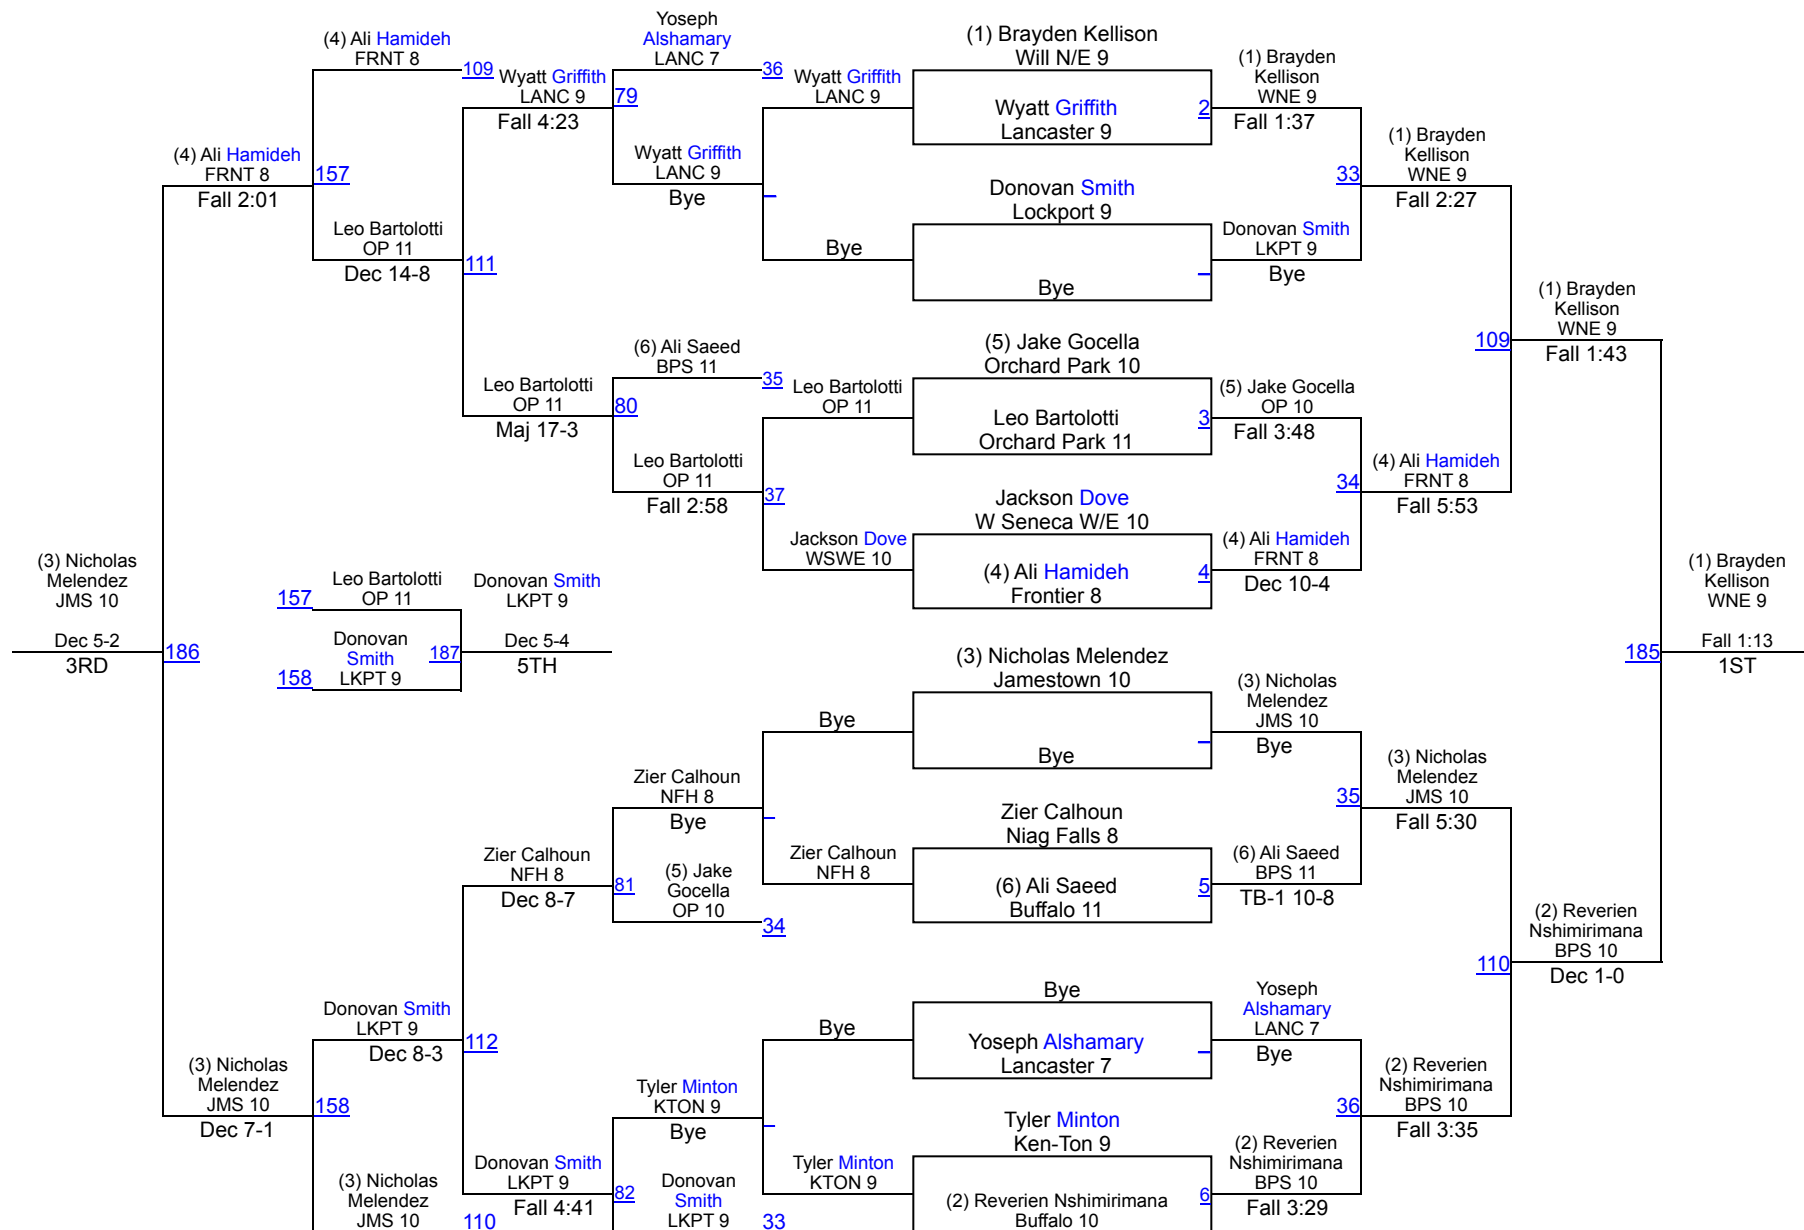 (4) Ali Hamideh
FRNT 8
109
Wyatt Griffith
LANC 9
Fall 4:23
Yoseph
Alshamary
LANC 7
79
36
Wyatt Griffith
LANC 9
Bye
Wyatt Griffith
LANC 9
(1) Brayden Kellison
Will N/E 9
Wyatt Griffith
Lancaster 9
2
(1) Brayden
Kellison
WNE 9
Fall 1:37
(4) Ali Hamideh
FRNT 8
Fall 2:01
157
Leo Bartolotti
OP 11
Dec 14-8
111
Bye
Donovan Smith
Lockport 9
Bye
Donovan Smith
LKPT 9
Bye
33
(1) Brayden
Kellison
WNE 9
Fall 2:27
(1) Brayden
Kellison
WNE 9
Fall 1:43
109
Leo Bartolotti
OP 11
Maj 17-3
(6) Ali Saeed
BPS 11
35
80
Leo Bartolotti
OP 11
Fall 2:58
Leo Bartolotti
OP 11
37
Jackson Dove
WSWE 10
(5) Jake Gocella
Orchard Park 10
Leo Bartolotti
Orchard Park 11
3
(5) Jake Gocella
OP 10
Fall 3:48
Jackson Dove
W Seneca W/E 10
(4) Ali Hamideh
Frontier 8
4
(4) Ali Hamideh
FRNT 8
Dec 10-4
34
(4) Ali Hamideh
FRNT 8
Fall 5:53
(3) Nicholas
Melendez
JMS 10
Dec 5-2
3RD
186
157
Leo Bartolotti
OP 11
158
Donovan
Smith
LKPT 9
187
Donovan Smith
LKPT 9
Dec 5-4
5TH
(1) Brayden
Kellison
WNE 9
185
Fall 1:13
1ST
Bye
(3) Nicholas Melendez
Jamestown 10
Bye
(3) Nicholas
Melendez
JMS 10
Bye
Zier Calhoun
NFH 8
Bye
Zier Calhoun
NFH 8
Zier Calhoun
Niag Falls 8
(6) Ali Saeed
Buffalo 11
5
(6) Ali Saeed
BPS 11
TB-1 10-8
35
(3) Nicholas
Melendez
JMS 10
Fall 5:30
Zier Calhoun
NFH 8
Dec 8-7
81
(5) Jake
Gocella
OP 10
34
(2) Reverien
Nshimirimana
BPS 10
110
Dec 1-0
Donovan Smith
LKPT 9
Dec 8-3
112
Bye
Bye
Yoseph Alshamary
Lancaster 7
Yoseph
Alshamary
LANC 7
Bye
(3) Nicholas
Melendez
JMS 10
158
Dec 7-1
Tyler Minton
KTON 9
Bye
Tyler Minton
KTON 9
Tyler Minton
Ken-Ton 9
(2) Reverien Nshimirimana
Buffalo 10
6
(2) Reverien
Nshimirimana
BPS 10
Fall 3:29
36
(2) Reverien
Nshimirimana
BPS 10
Fall 3:35
(3) Nicholas
Melendez
JMS 10
110
Donovan Smith
LKPT 9
Fall 4:41
82
Donovan
Smith
LKPT 9
33